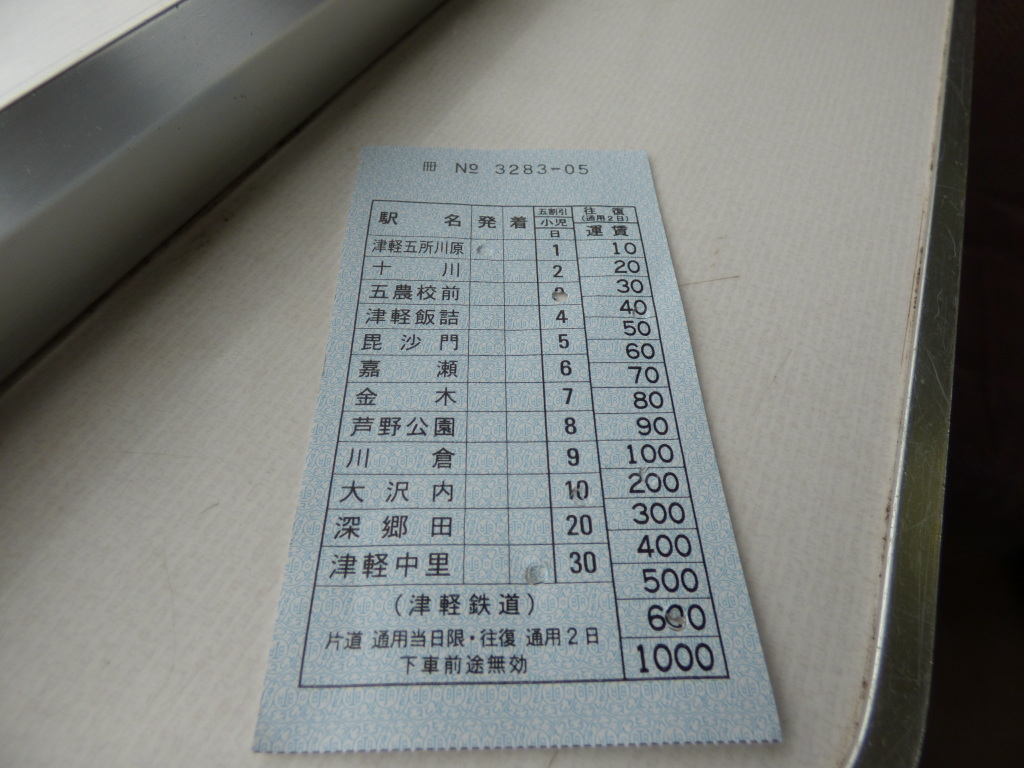 冊 № 3283-05
駅名 発 着 五割引 小児 日 往復 (通用2日) 運賃
津軽五所川原 1 10
十川 2 20
五農校前 30
津軽飯詰 4 40
毘沙門 5 50
嘉瀬 6 60
金木 7 70
芦野公園 8 80
川倉 9 90
大沢内 10 100
深郷田 20 200
津軽中里 30 300
400
500
600
1000
(津軽鉄道)
片道 通用当日限・往復 通用2日
下車前途無効